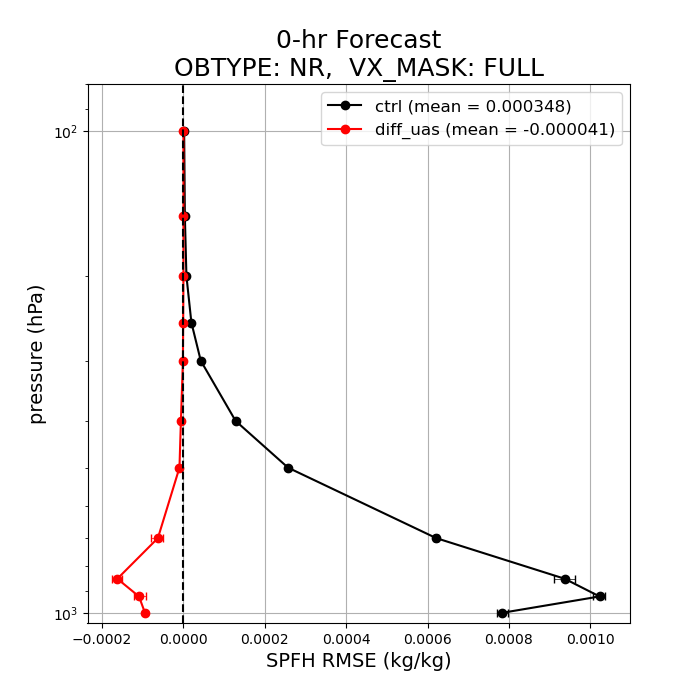 0-hr Forecast
OBTYPE: NR,  VX_MASK: FULL
ctrl (mean = 0.000348)
diff_uas (mean = -0.000041)
10²
10³
pressure (hPa)
−0.0002 0.0000 0.0002 0.0004 0.0006 0.0008 0.0010
SPFH RMSE (kg/kg)